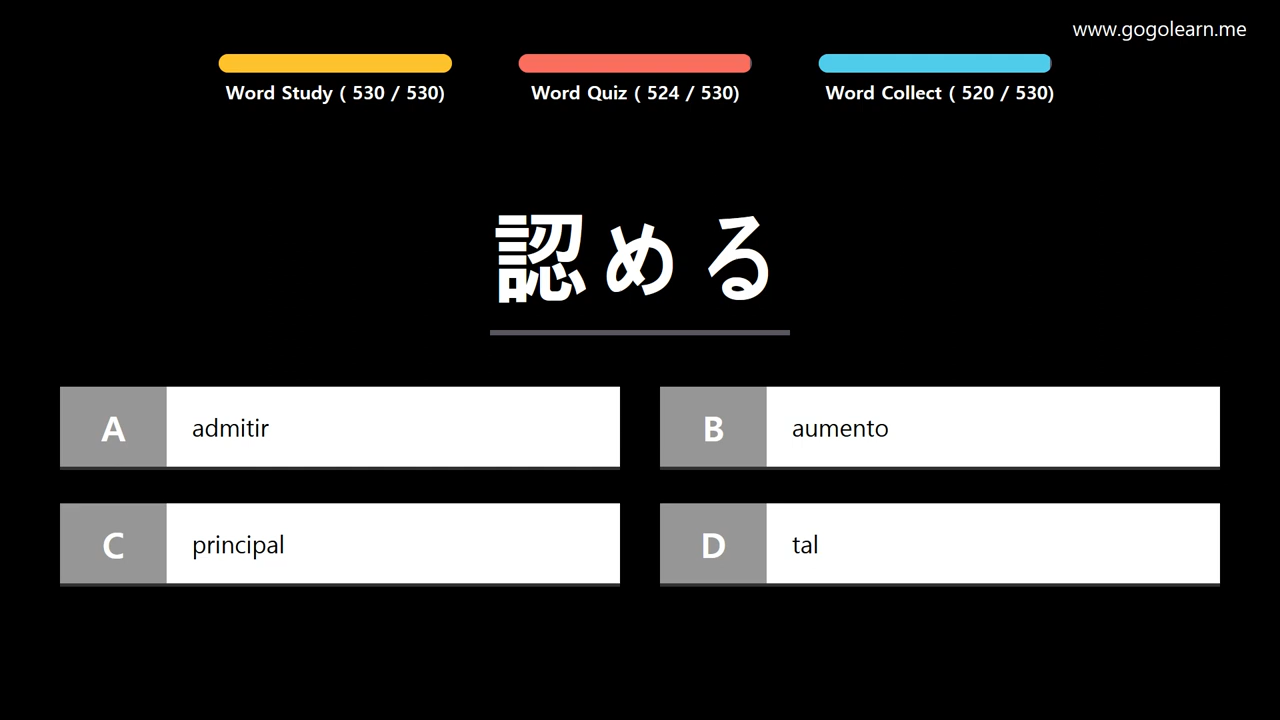 www.gogolearn.me
Word Study ( 530 / 530)
Word Quiz ( 524 / 530)
Word Collect ( 520 / 530)
認める
A admitir
B aumento
C principal
D tal